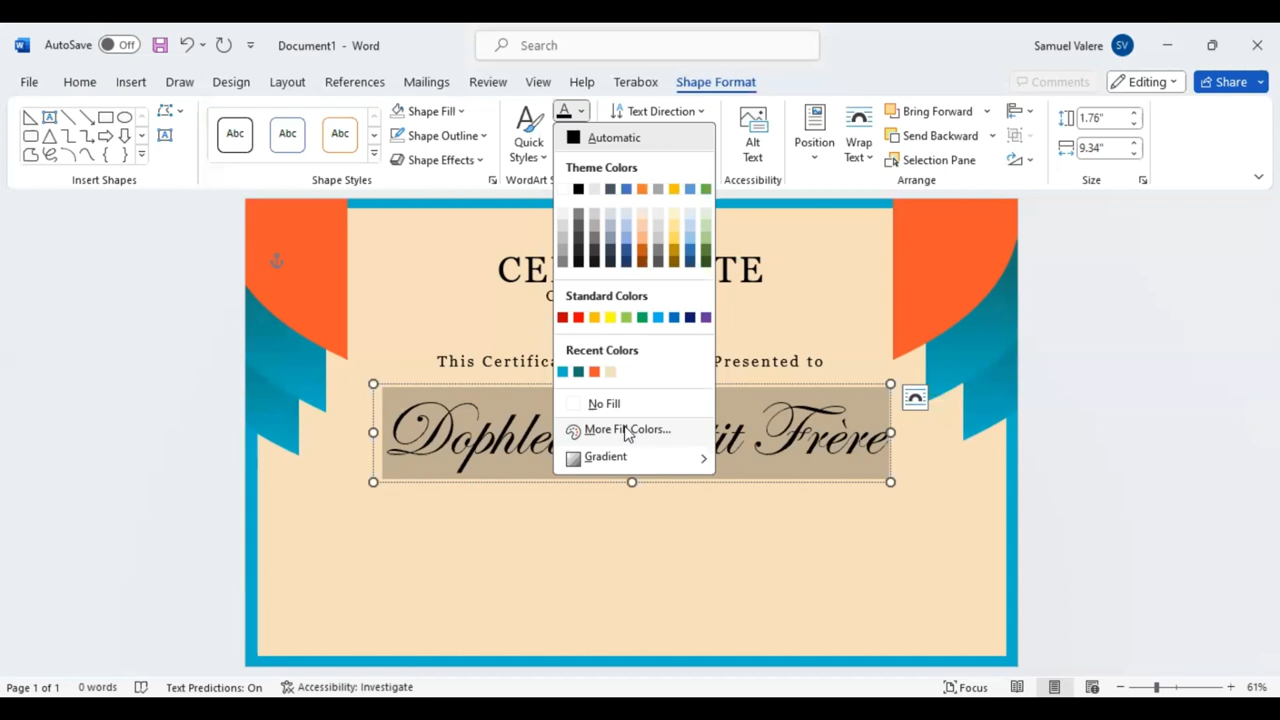 AutoSave Off Document1 - Word Search Samuel Valere SV
File Home Insert Draw Design Layout References Mailings Review View Help Terabox Shape Format Comments Editing Share
Abc Abc Abc
Shape Fill
Shape Outline
Shape Effects
Quick Styles
A
Text Direction
Alt Text
Position
Wrap Text
Bring Forward
Send Backward
Selection Pane
1.76"
9.34"
Insert Shapes Shape Styles WordArt S Accessibility Arrange Size
Automatic
Theme Colors
Standard Colors
Recent Colors
No Fill
More Fill Colors...
Gradient
This Certifica Presented to
Frère
Page 1 of 1 0 words Text Predictions: On Accessibility: Investigate Focus 61%